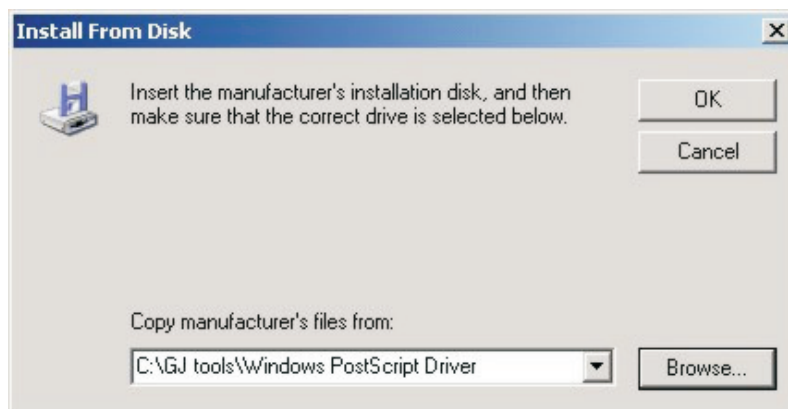 Install From Disk
Insert the manufacturer's installation disk, and then
make sure that the correct drive is selected below.
OK
Cancel
Copy manufacturer's files from:
C:\GJ tools\Windows PostScript Driver
Browse...